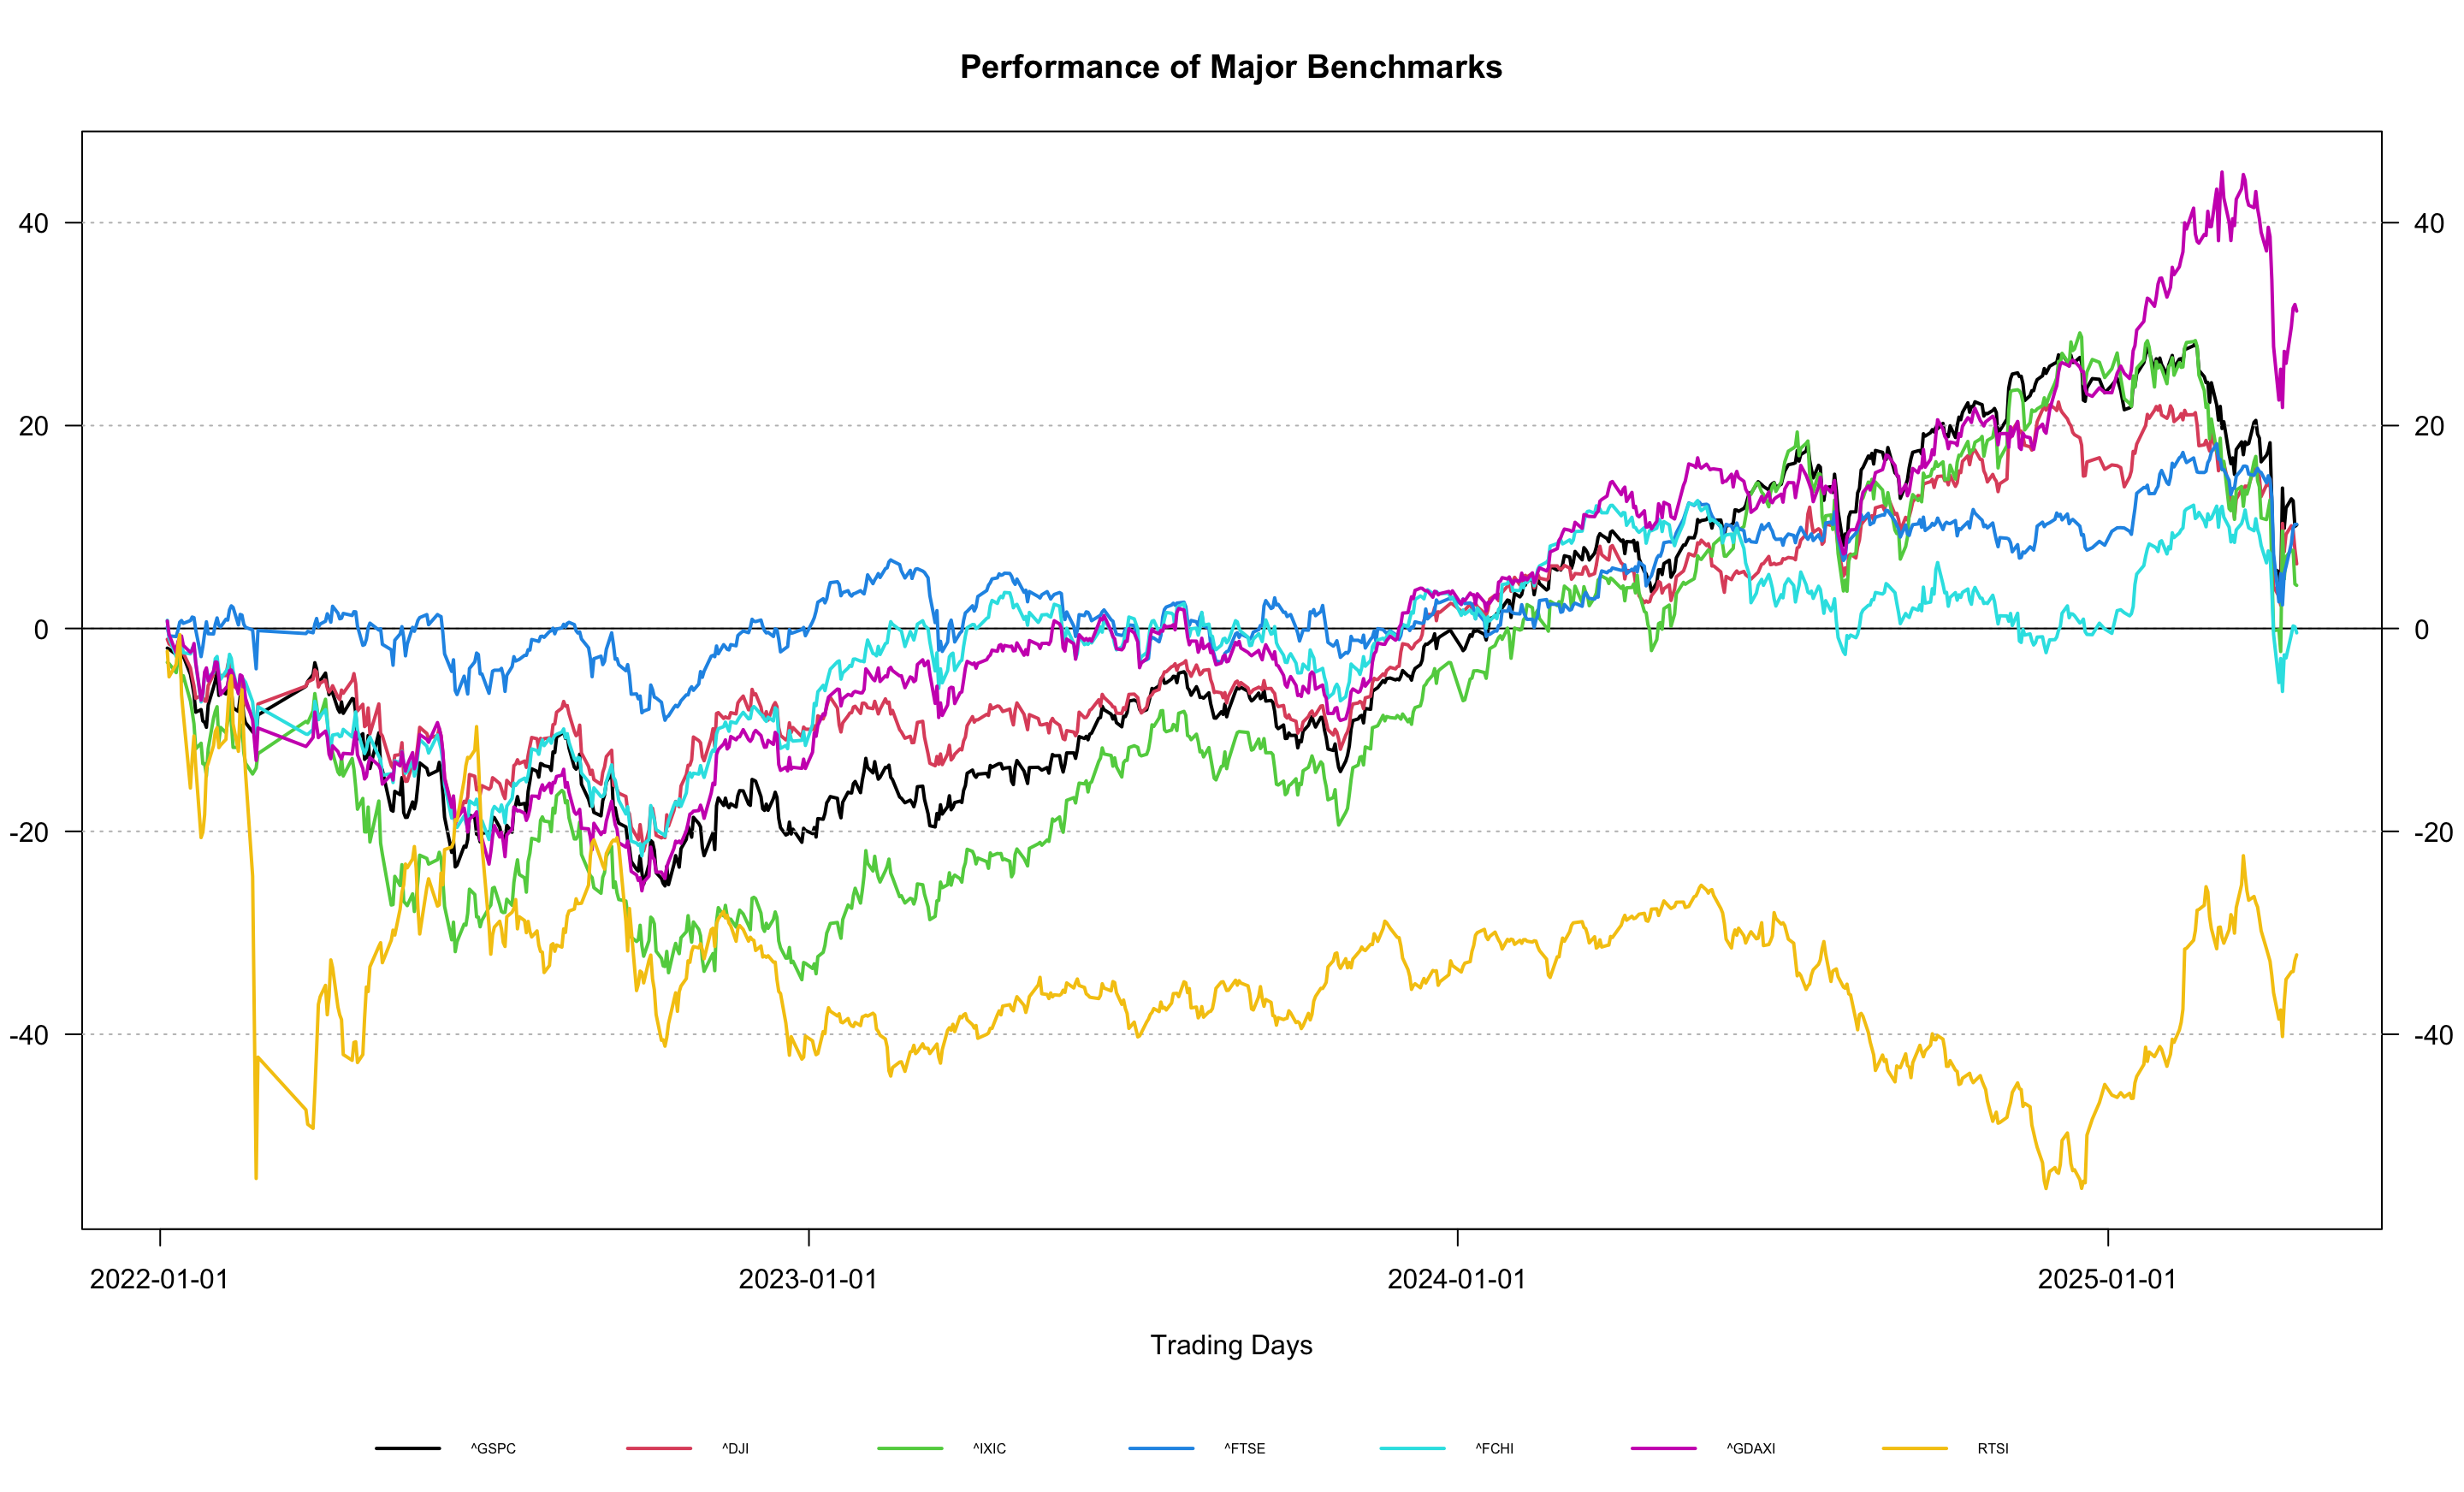 Performance of Major Benchmarks
40 40
20 20
0 0
-20 -20
-40 -40
2022-01-01 2023-01-01 2024-01-01 2025-01-01
Trading Days
^GSPC ^DJI ^IXIC ^FTSE ^FCHI ^GDAXI RTSI